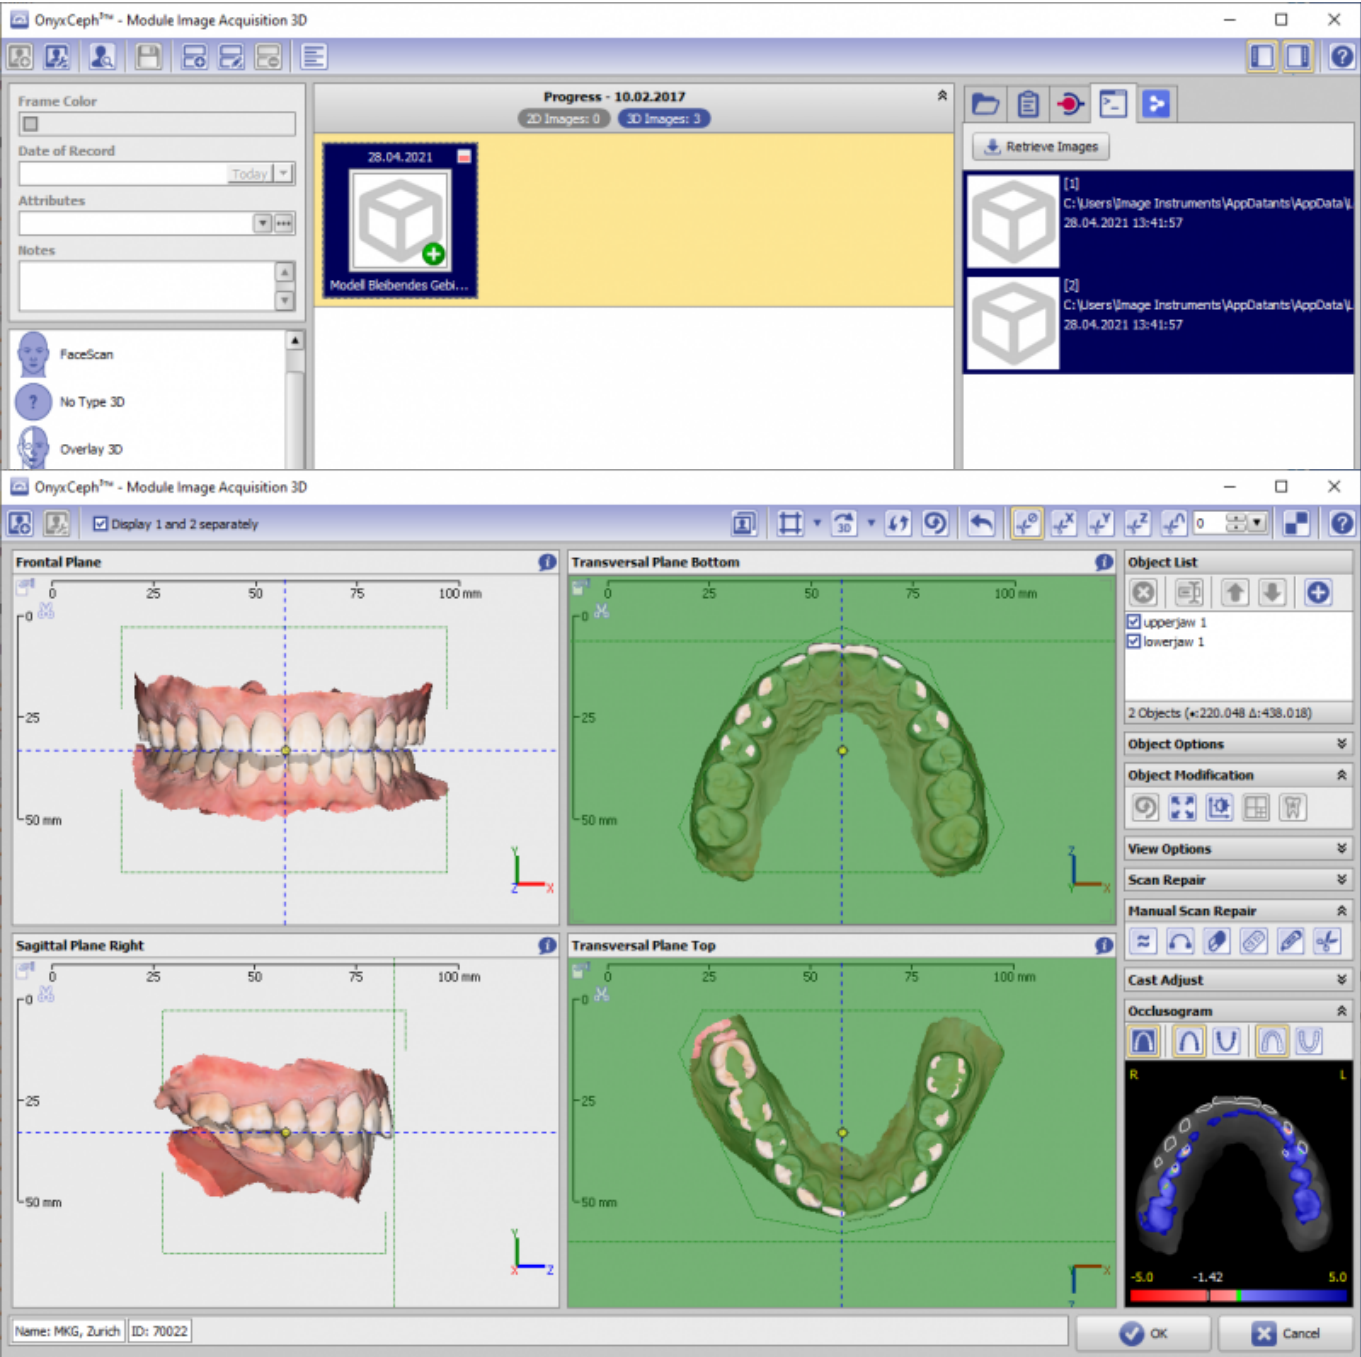 OnyxCeph³™ - Module Image Acquisition 3D
Frame Color
Date of Record
Today
Attributes
Notes
FaceScan
No Type 3D
Overlay 3D
Progress - 10.02.2017
2D Images: 0 3D Images: 3
28.04.2021
Modell Bleibendes Gebi...
Retrieve Images
[1]
C:\Users\Image Instruments\AppDatants\AppData\L
28.04.2021 13:41:57
[2]
C:\Users\Image Instruments\AppDatants\AppData\L
28.04.2021 13:41:57
OnyxCeph³™ - Module Image Acquisition 3D
Display 1 and 2 separately
3D
X
Y
Z
0
Frontal Plane
0 25 50 75 100 mm
0
25
50 mm
Y
Z X
Transversal Plane Bottom
0 25 50 75 100 mm
0
25
50 mm
Z
Y X
Sagittal Plane Right
0 25 50 75 100 mm
0
25
50 mm
Y
X Z
Transversal Plane Top
0 25 50 75 100 mm
0
25
50 mm
Y X
Z
Object List
upperjaw 1
lowerjaw 1
2 Objects (•:220.048 Δ:438.018)
Object Options
Object Modification
View Options
Scan Repair
Manual Scan Repair
Cast Adjust
Occlusogram
R L
-5.0 -1.42 5.0
Name: MKG, Zurich ID: 70022
OK Cancel